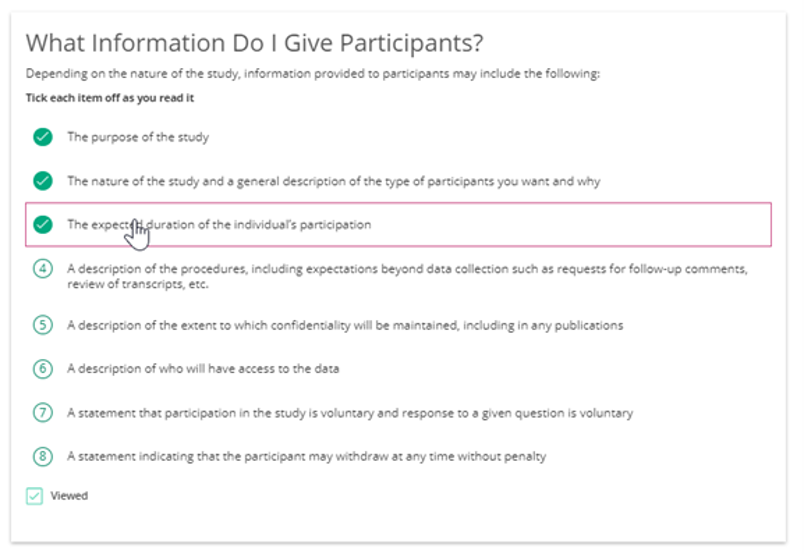 What Information Do I Give Participants?
Depending on the nature of the study, information provided to participants may include the following:
Tick each item off as you read it
The purpose of the study
The nature of the study and a general description of the type of participants you want and why
The expected duration of the individual's participation
4 A description of the procedures, including expectations beyond data collection such as requests for follow-up comments,
review of transcripts, etc.
5 A description of the extent to which confidentiality will be maintained, including in any publications
6 A description of who will have access to the data
7 A statement that participation in the study is voluntary and response to a given question is voluntary
8 A statement indicating that the participant may withdraw at any time without penalty
Viewed